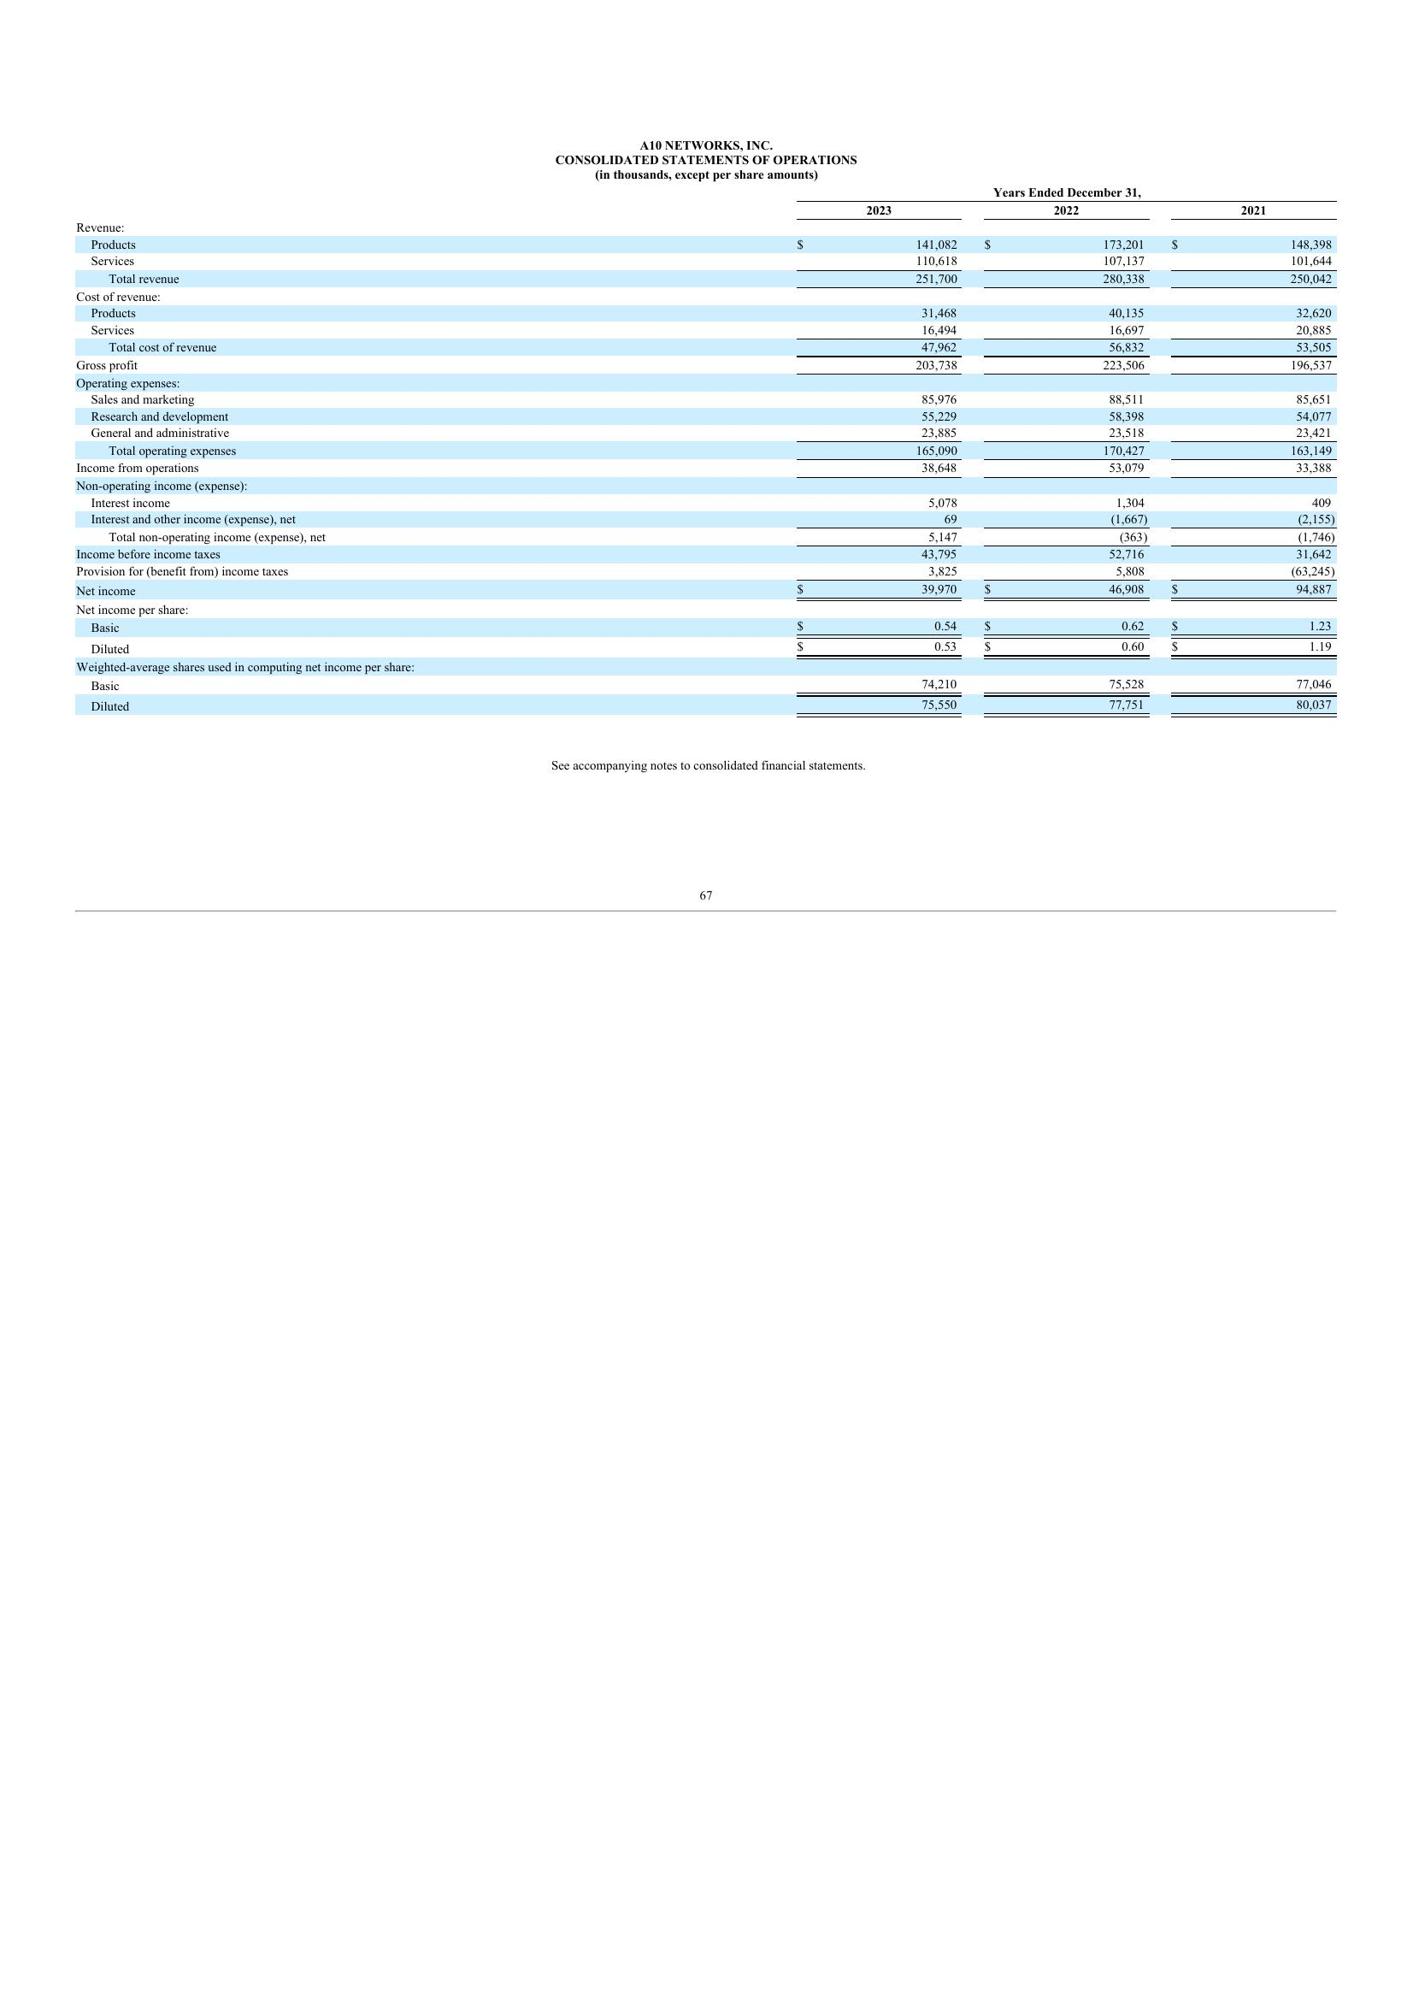 A10 NETWORKS, INC.
CONSOLIDATED STATEMENTS OF OPERATIONS
(in thousands, except per share amounts)
Years Ended December 31,
2023 2022 2021
Revenue:
Products $ 141,082 $ 173,201 $ 148,398
Services 110,618 107,137 101,644
Total revenue 251,700 280,338 250,042
Cost of revenue:
Products 31,468 40,135 32,620
Services 16,494 16,697 20,885
Total cost of revenue 47,962 56,832 53,505
Gross profit 203,738 223,506 196,537
Operating expenses:
Sales and marketing 85,976 88,511 85,651
Research and development 55,229 58,398 54,077
General and administrative 23,885 23,518 23,421
Total operating expenses 165,090 170,427 163,149
Income from operations 38,648 53,079 33,388
Non-operating income (expense):
Interest income 5,078 1,304 409
Interest and other income (expense), net 69 (1,667) (2,155)
Total non-operating income (expense), net 5,147 (363) (1,746)
Income before income taxes 43,795 52,716 31,642
Provision for (benefit from) income taxes 3,825 5,808 (63,245)
Net income $ 39,970 $ 46,908 $ 94,887
Net income per share:
Basic $ 0.54 $ 0.62 $ 1.23
Diluted $ 0.53 $ 0.60 $ 1.19
Weighted-average shares used in computing net income per share:
Basic 74,210 75,528 77,046
Diluted 75,550 77,751 80,037
See accompanying notes to consolidated financial statements.
67